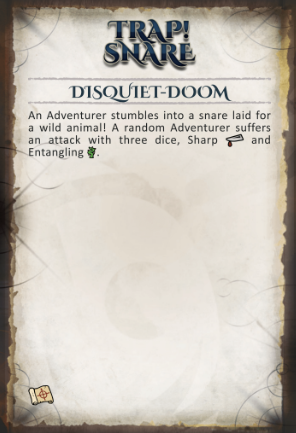 TRAP!
SNARE
DISQUIET-DOOM
An Adventurer stumbles into a snare laid for
a wild animal! A random Adventurer suffers
an attack with three dice, Sharp and
Entangling .